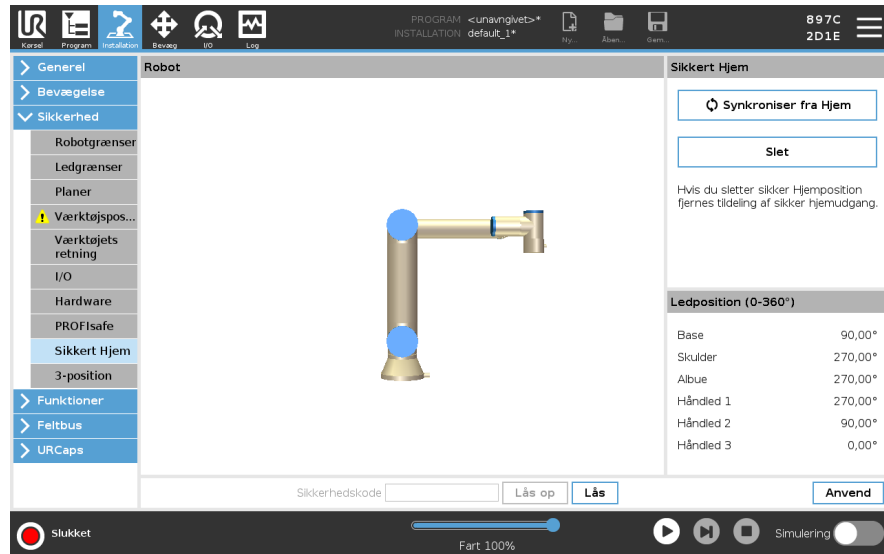 UR
Kørsel
Program
Installation
Bevæg
I/O
Log
PROGRAM <unavngivet>*
INSTALLATION default_1*
Ny...
Åben...
Gem...
897C
2D1E
Generel
Bevægelse
Sikkerhed
Robotgrænser
Ledgrænser
Planer
Værktøjspos...
Værktøjets
retning
I/O
Hardware
PROFIsafe
Sikkert Hjem
3-position
Funktioner
Feltbus
URCaps
Robot
Sikkert Hjem
Synkroniser fra Hjem
Slet
Hvis du sletter sikker Hjemposition
fjernes tildeling af sikker hjemudgang.
Ledposition (0-360°)
Base 90,00°
Skulder 270,00°
Albue 270,00°
Håndled 1 270,00°
Håndled 2 90,00°
Håndled 3 0,00°
Sikkerhedskode Lås op Lås Anvend
Slukket
Fart 100%
Simulering